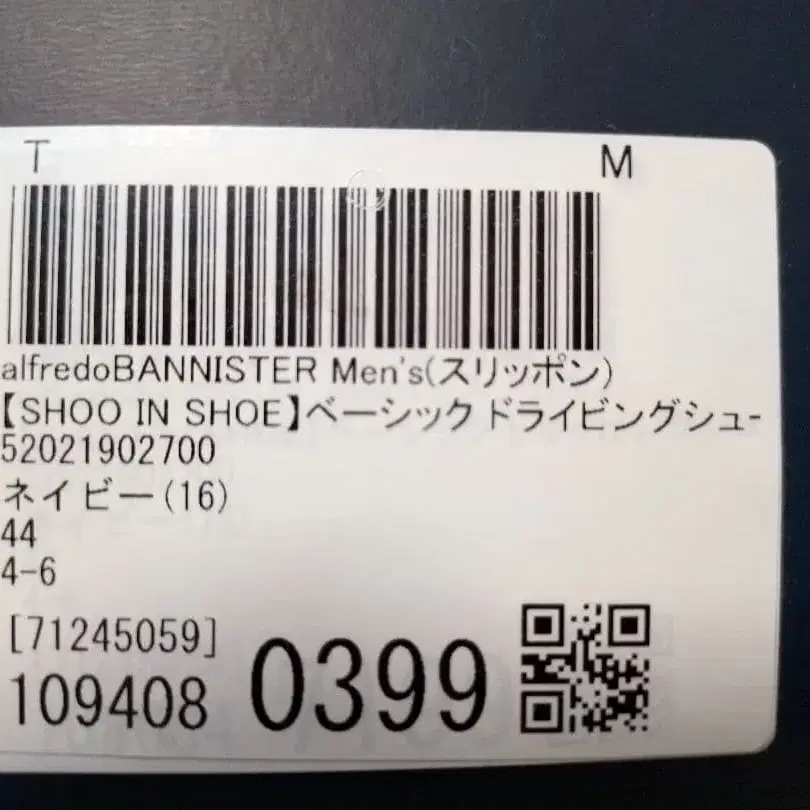 T M
alfredoBANNISTER Men's(スリッポン)
【SHOO IN SHOE】ベーシック ドライビングシュー
52021902700
ネイビー(16)
44
4-6
[71245059]
109408 0399